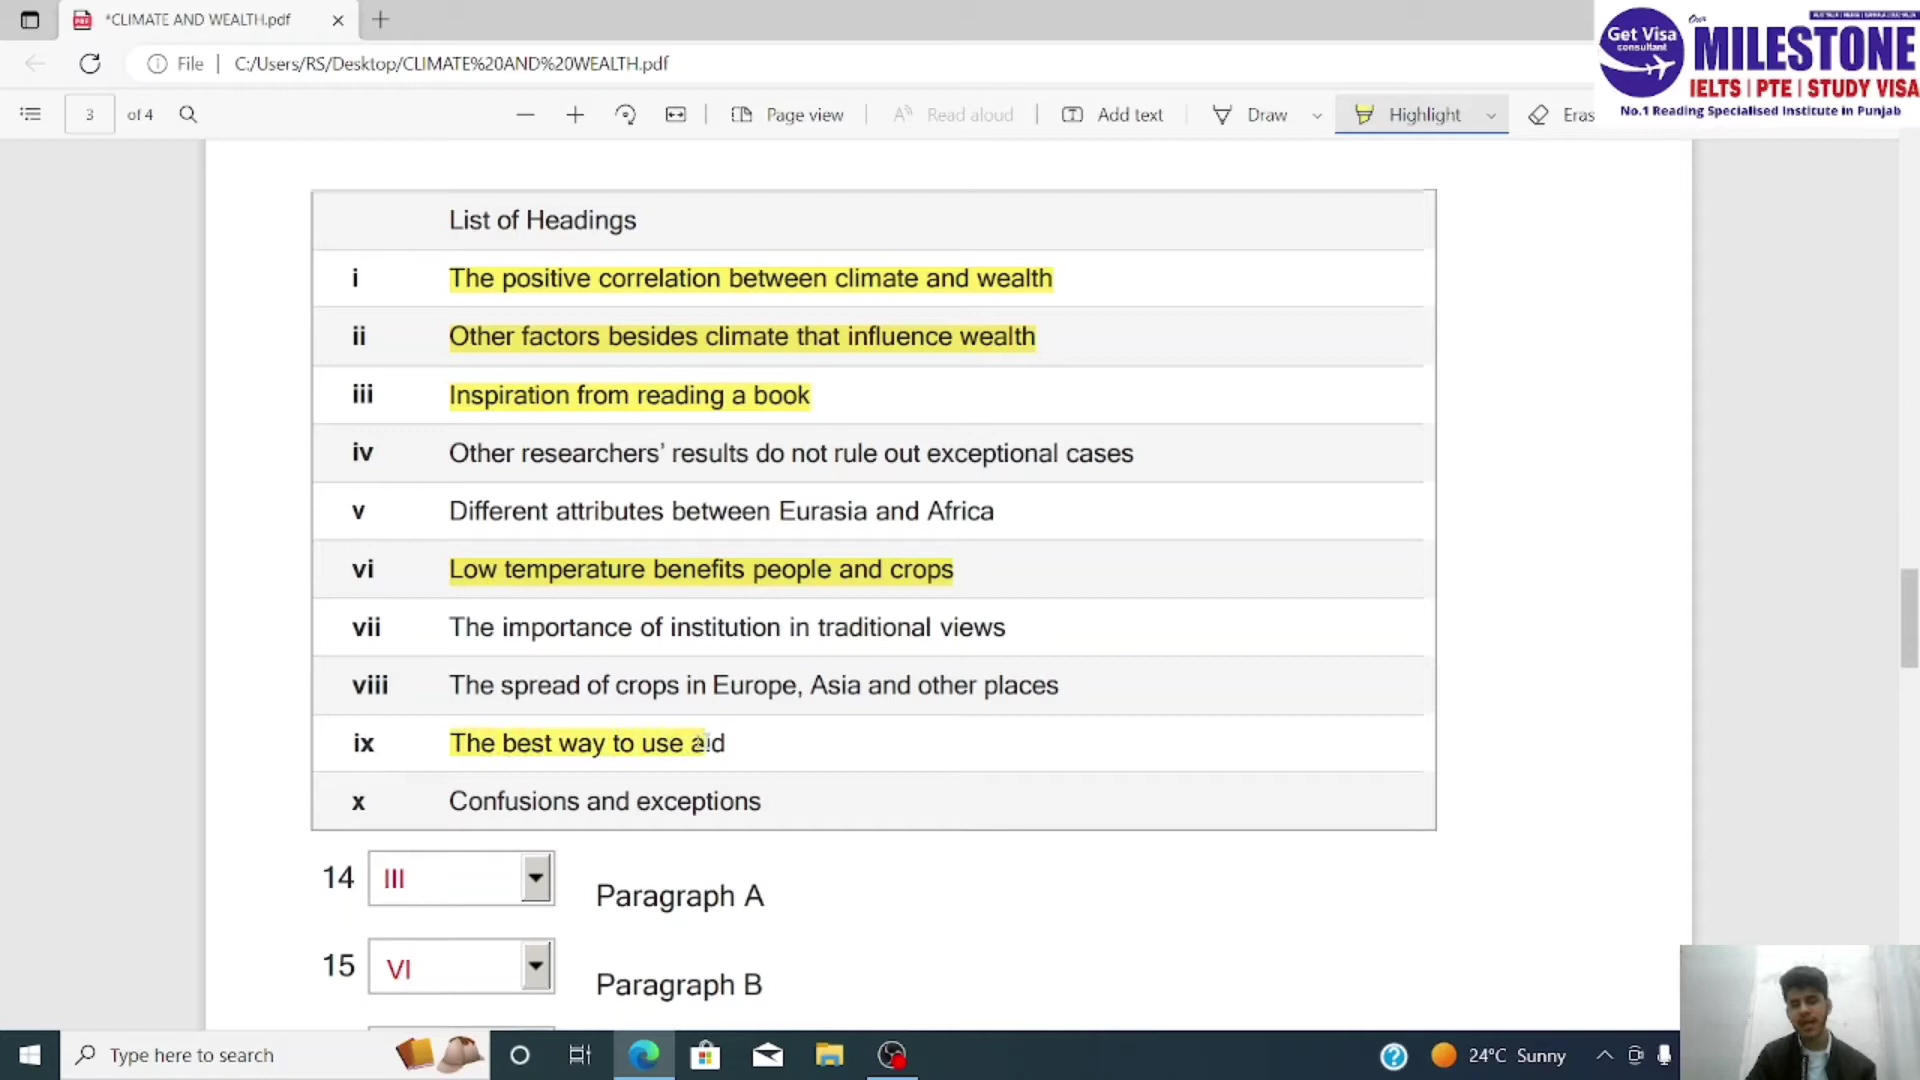 *CLIMATE AND WEALTH.pdf
File | C:/Users/RS/Desktop/CLIMATE%20AND%20WEALTH.pdf
3 of 4
Page view
Read aloud
Add text
Draw
Highlight
Eras
Get Visa
consultant
Our
MILESTONE
IELTS | PTE | STUDY VISA
No.1 Reading Specialised Institute in Punjab
List of Headings
i The positive correlation between climate and wealth
ii Other factors besides climate that influence wealth
iii Inspiration from reading a book
iv Other researchers’ results do not rule out exceptional cases
v Different attributes between Eurasia and Africa
vi Low temperature benefits people and crops
vii The importance of institution in traditional views
viii The spread of crops in Europe, Asia and other places
ix The best way to use aid
x Confusions and exceptions
14 III Paragraph A
15 VI Paragraph B
Type here to search
24°C Sunny